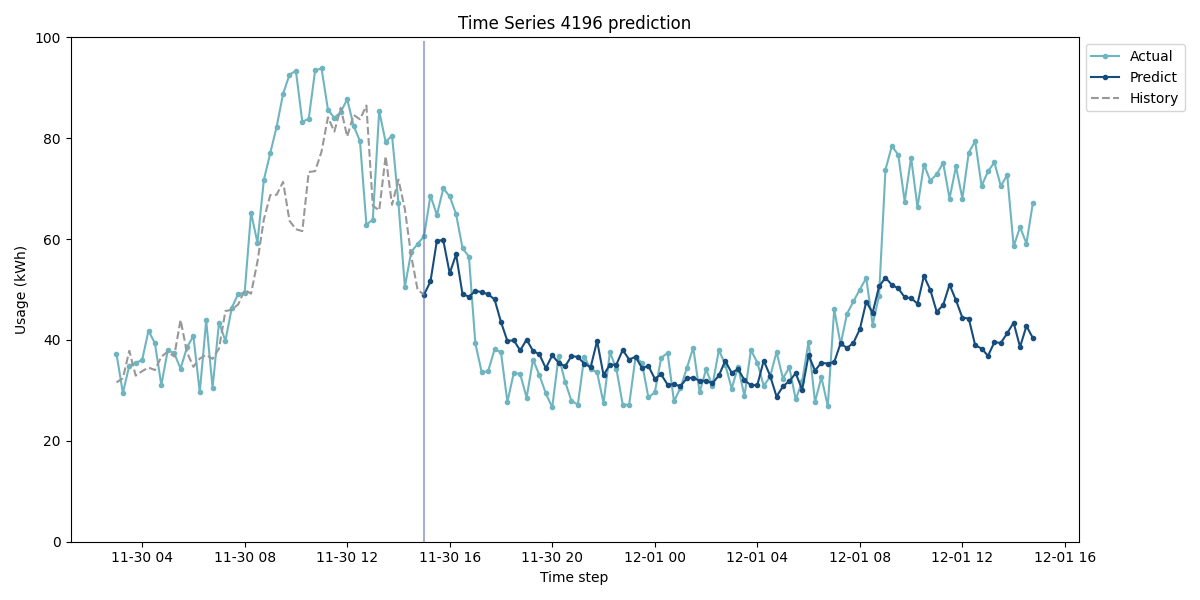 Time Series 4196 prediction
100
80
60
40
20
0
Usage (kWh)
11-30 04
11-30 08
11-30 12
11-30 16
11-30 20
12-01 00
12-01 04
12-01 08
12-01 12
12-01 16
Time step
Actual
Predict
History